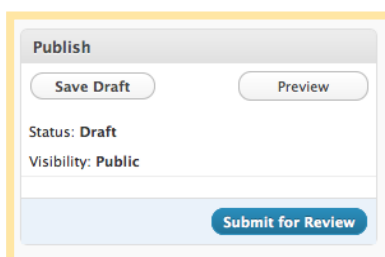 Publish
Save Draft Preview
Status: Draft
Visibility: Public
Submit for Review